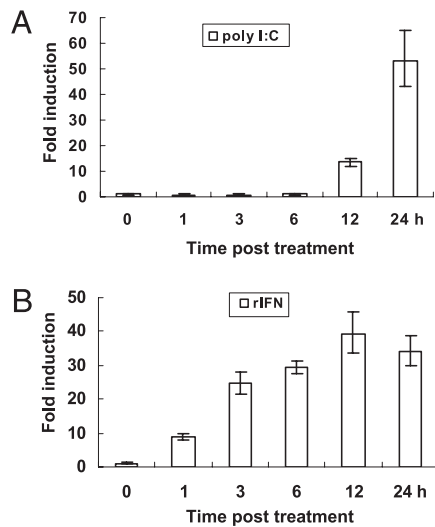 A
poly I:C
Fold induction
70
60
50
40
30
20
10
0
0 1 3 6 12 24 h
Time post treatment
B
rIFN
Fold induction
50
40
30
20
10
0
0 1 3 6 12 24 h
Time post treatment